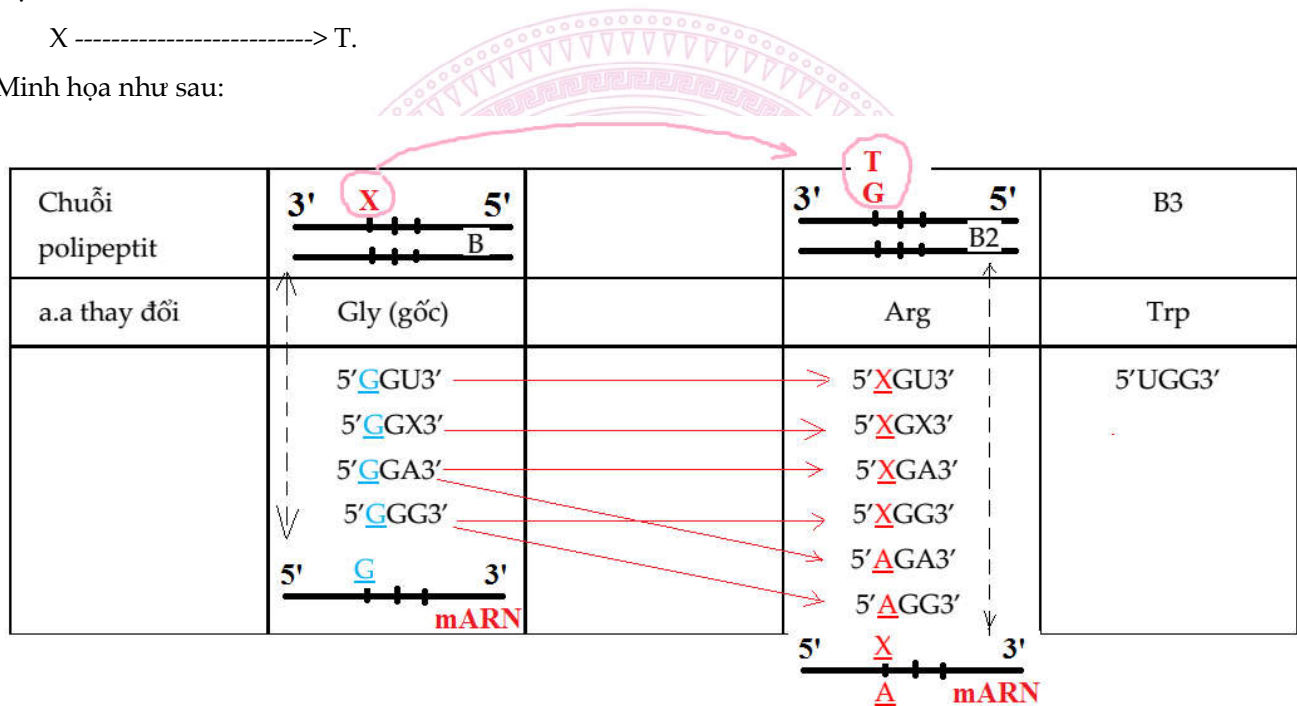 X --------------------------> T.
Minh họa như sau:
Chuỗi
polipeptit
3' X 5'
B
T
G
3' 5'
B2
B3
a.a thay đổi
Gly (gốc)
Arg
Trp
5'GGU3'
5'XGU3'
5'UGG3'
5'GGX3'
5'XGX3'
5'GGA3'
5'XGA3'
5'GGG3'
5'XGG3'
5'AGA3'
5'AGG3'
5' G 3'
mARN
5' X 3'
A mARN